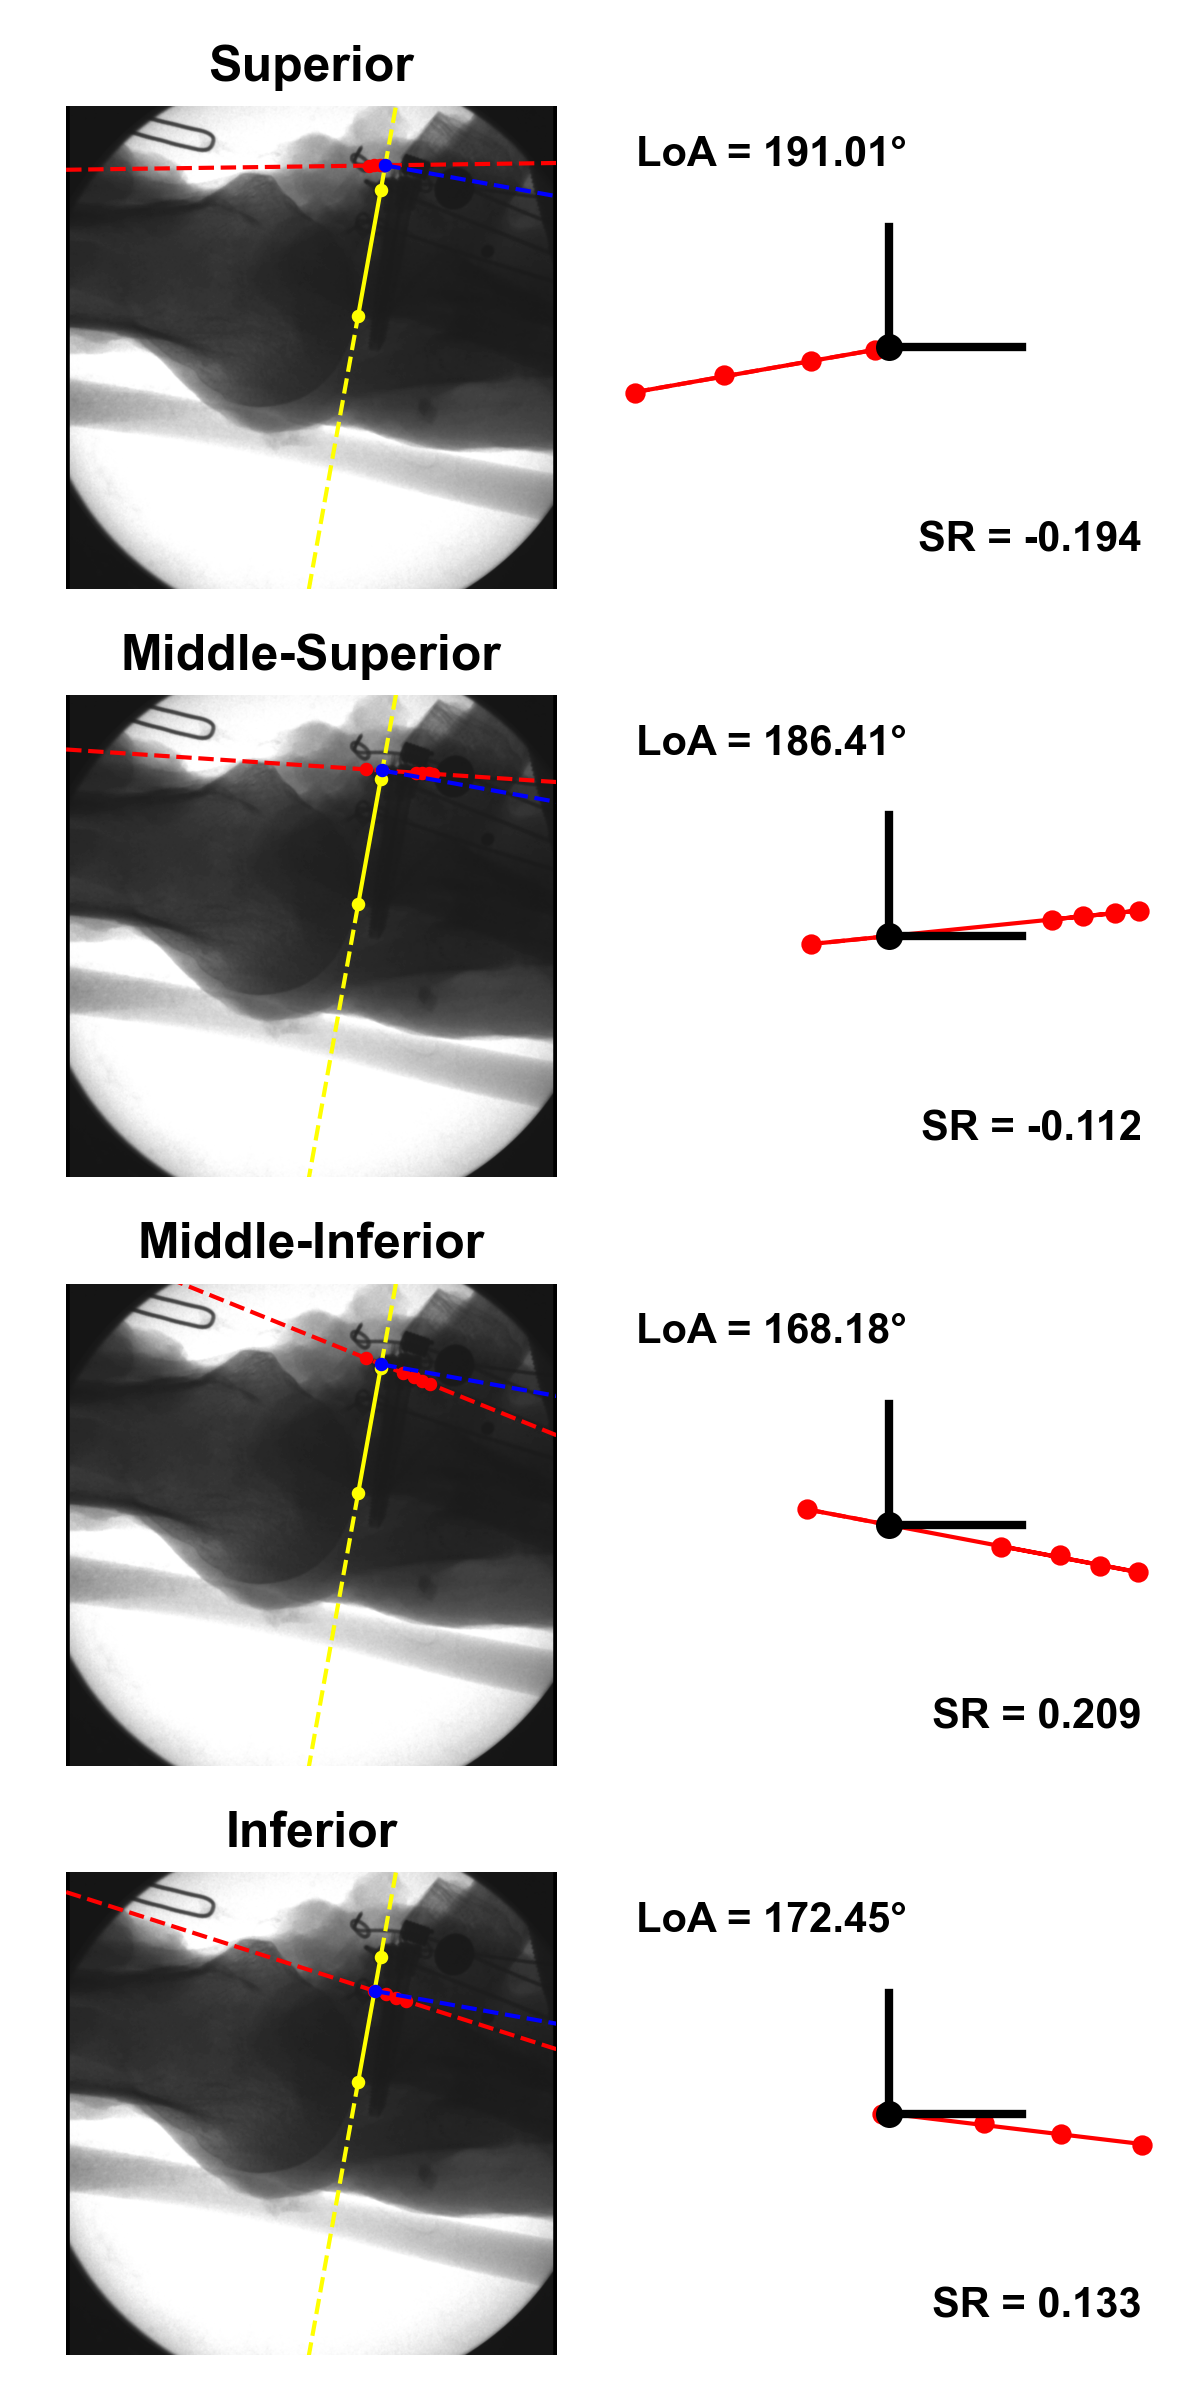 Superior
LoA = 191.01°
SR = -0.194
Middle-Superior
LoA = 186.41°
SR = -0.112
Middle-Inferior
LoA = 168.18°
SR = 0.209
Inferior
LoA = 172.45°
SR = 0.133